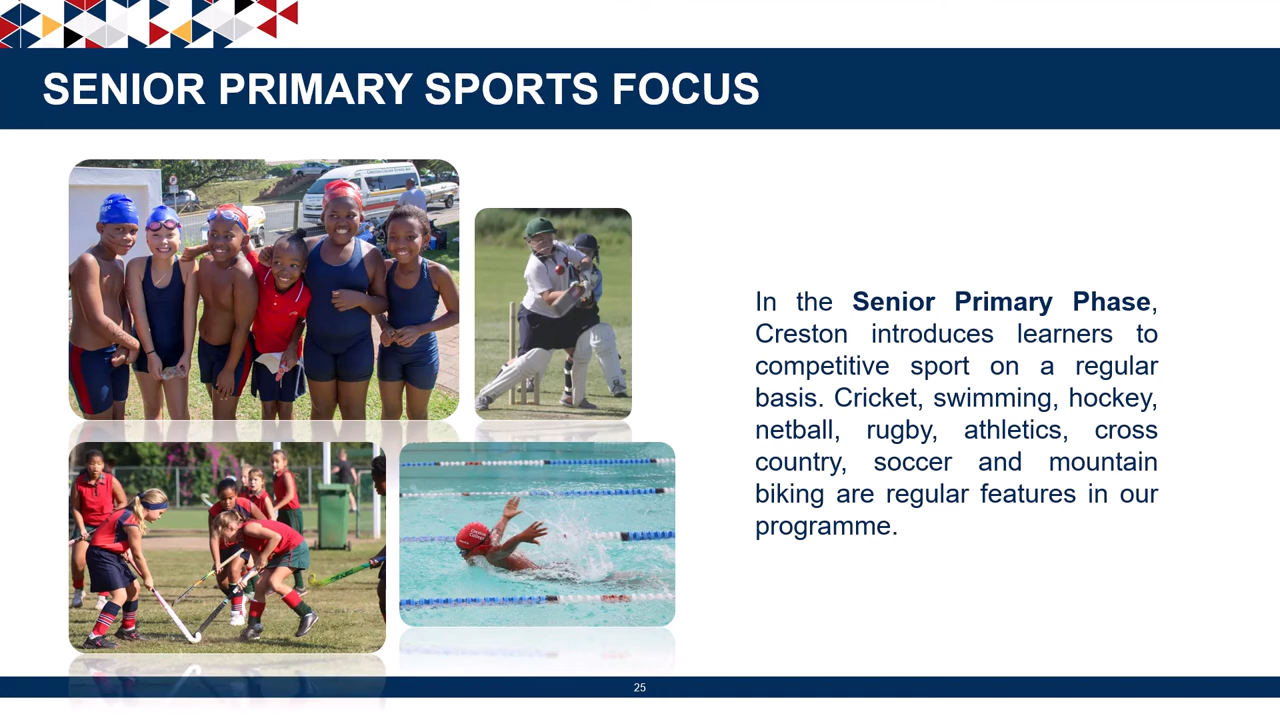 SENIOR PRIMARY SPORTS FOCUS
In the Senior Primary Phase,
Creston introduces learners to
competitive sport on a regular
basis. Cricket, swimming, hockey,
netball, rugby, athletics, cross
country, soccer and mountain
biking are regular features in our
programme.
25